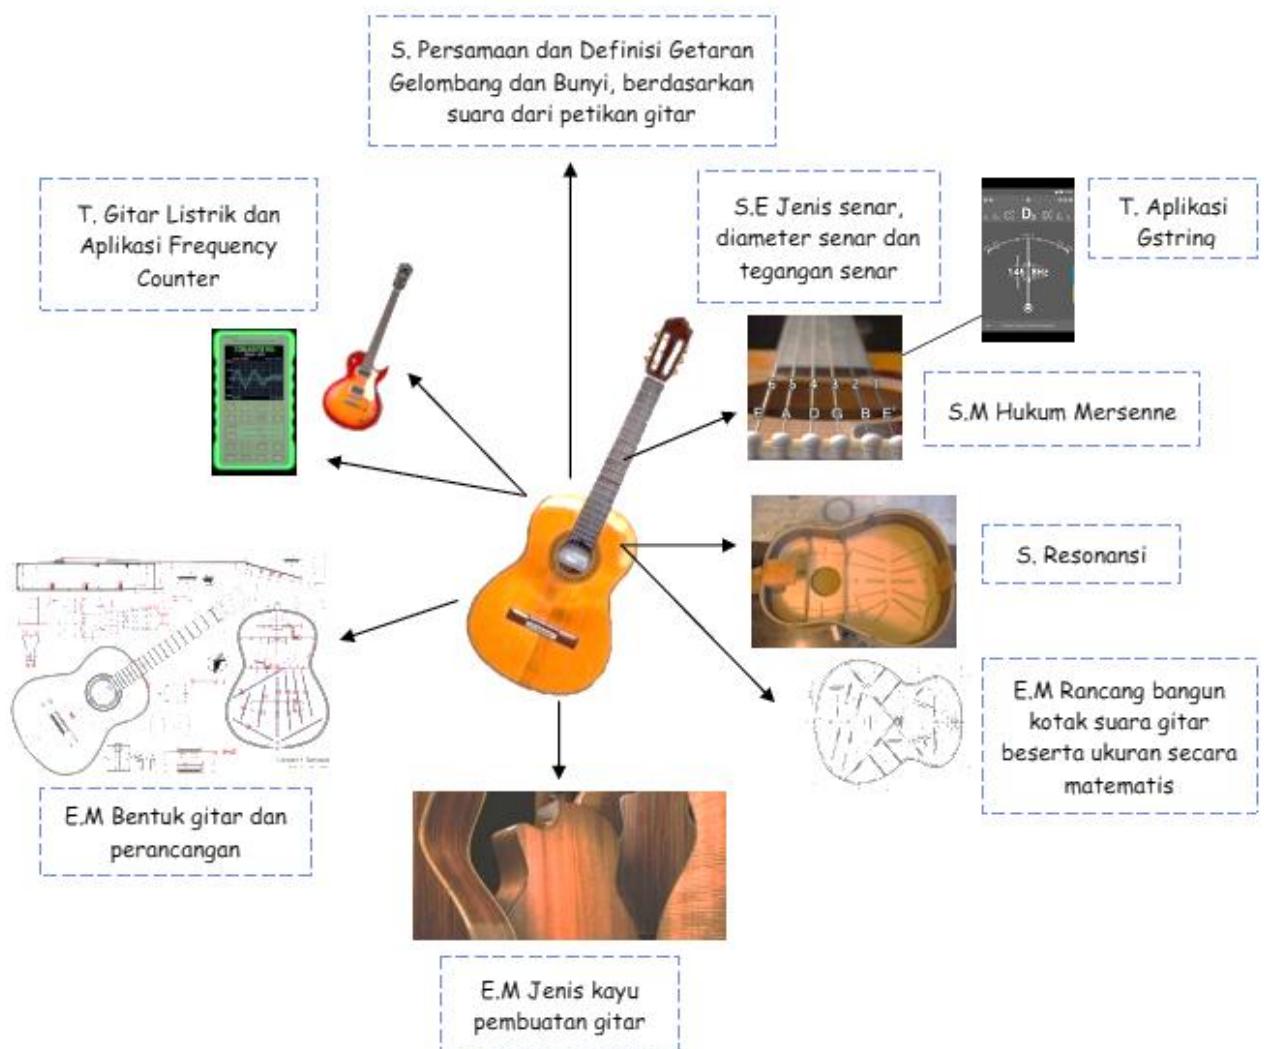 S. Persamaan dan Definisi Getaran
Gelombang dan Bunyi, berdasarkan
suara dari petikan gitar
T. Gitar Listrik dan
Aplikasi Frequency
Counter
S.E Jenis senar,
diameter senar dan
tegangan senar
D₃
T. Aplikasi
Gstring
6 5 4 3 2 1
E A D G B E
S.M Hukum Mersenne
S. Resonansi
E.M Rancang bangun
kotak suara gitar
beserta ukuran secara
matematis
E.M Bentuk gitar dan
perancangan
E.M Jenis kayu
pembuatan gitar